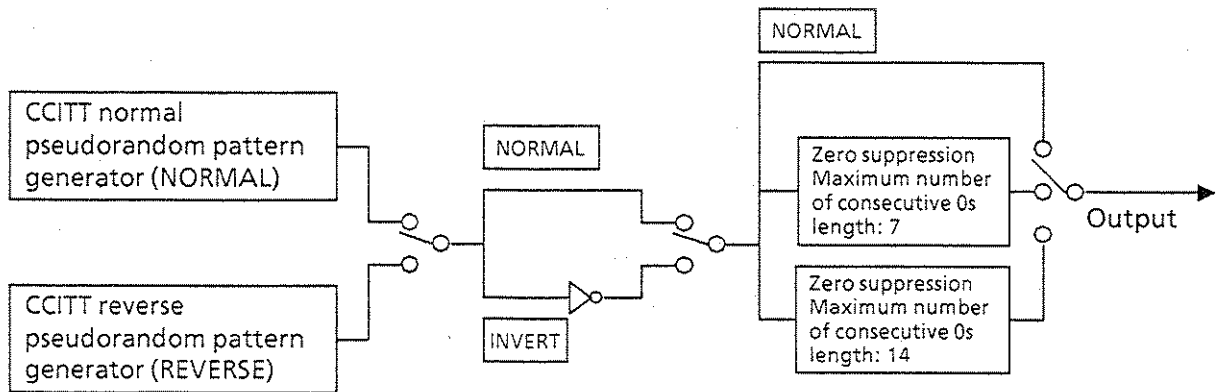 NORMAL
CCITT normal
pseudorandom pattern
generator (NORMAL)
NORMAL
Zero suppression
Maximum number
of consecutive 0s
length: 7
Output
CCITT reverse
pseudorandom pattern
generator (REVERSE)
INVERT
Zero suppression
Maximum number
of consecutive 0s
length: 14